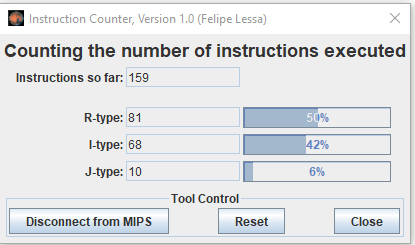 Instruction Counter, Version 1.0 (Felipe Lessa)
Counting the number of instructions executed
Instructions so far: 159
R-type: 81 50%
I-type: 68 42%
J-type: 10 6%
Tool Control
Disconnect from MIPS Reset Close